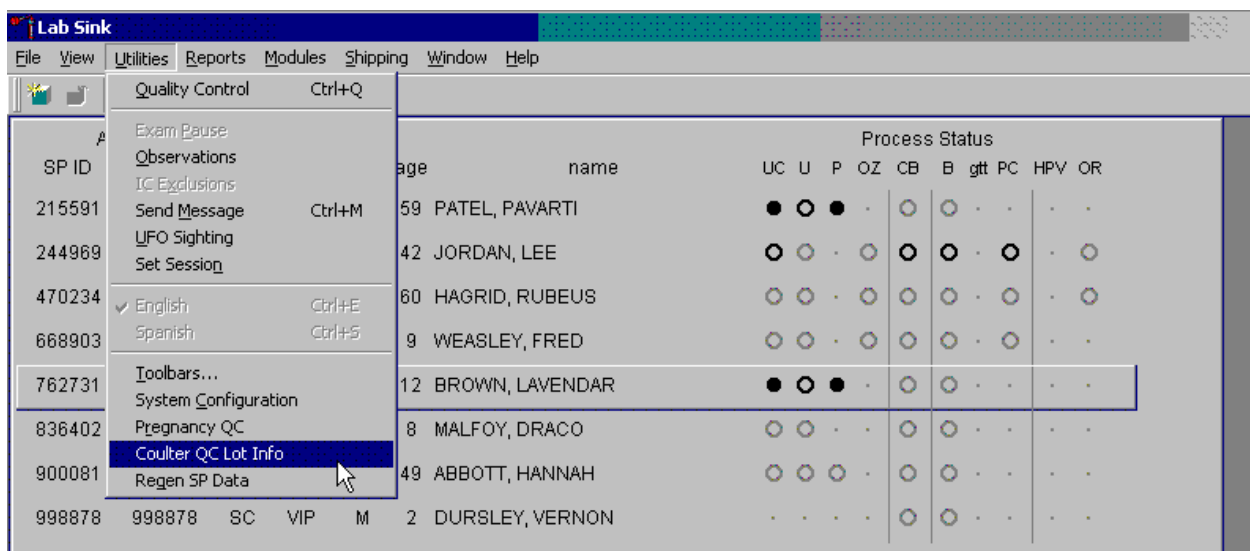 Lab Sink
File View Utilities Reports Modules Shipping Window Help
Quality Control Ctrl+Q
Exam Pause
Observations
IC Exclusions
Send Message Ctrl+M
UFO Sighting
Set Session
English Ctrl+E
Spanish Ctrl+S
Toolbars...
System Configuration
Pregnancy QC
Coulter QC Lot Info
Regen SP Data
Process Status
SP ID age name UC U P OZ CB B gtt PC HPV OR
215591 59 PATEL, PAVARTI
244969 42 JORDAN, LEE
470234 60 HAGRID, RUBEUS
668903 9 WEASLEY, FRED
762731 12 BROWN, LAVENDAR
836402 8 MALFOY, DRACO
900081 49 ABBOTT, HANNAH
998878 998878 SC VIP M 2 DURSLEY, VERNON